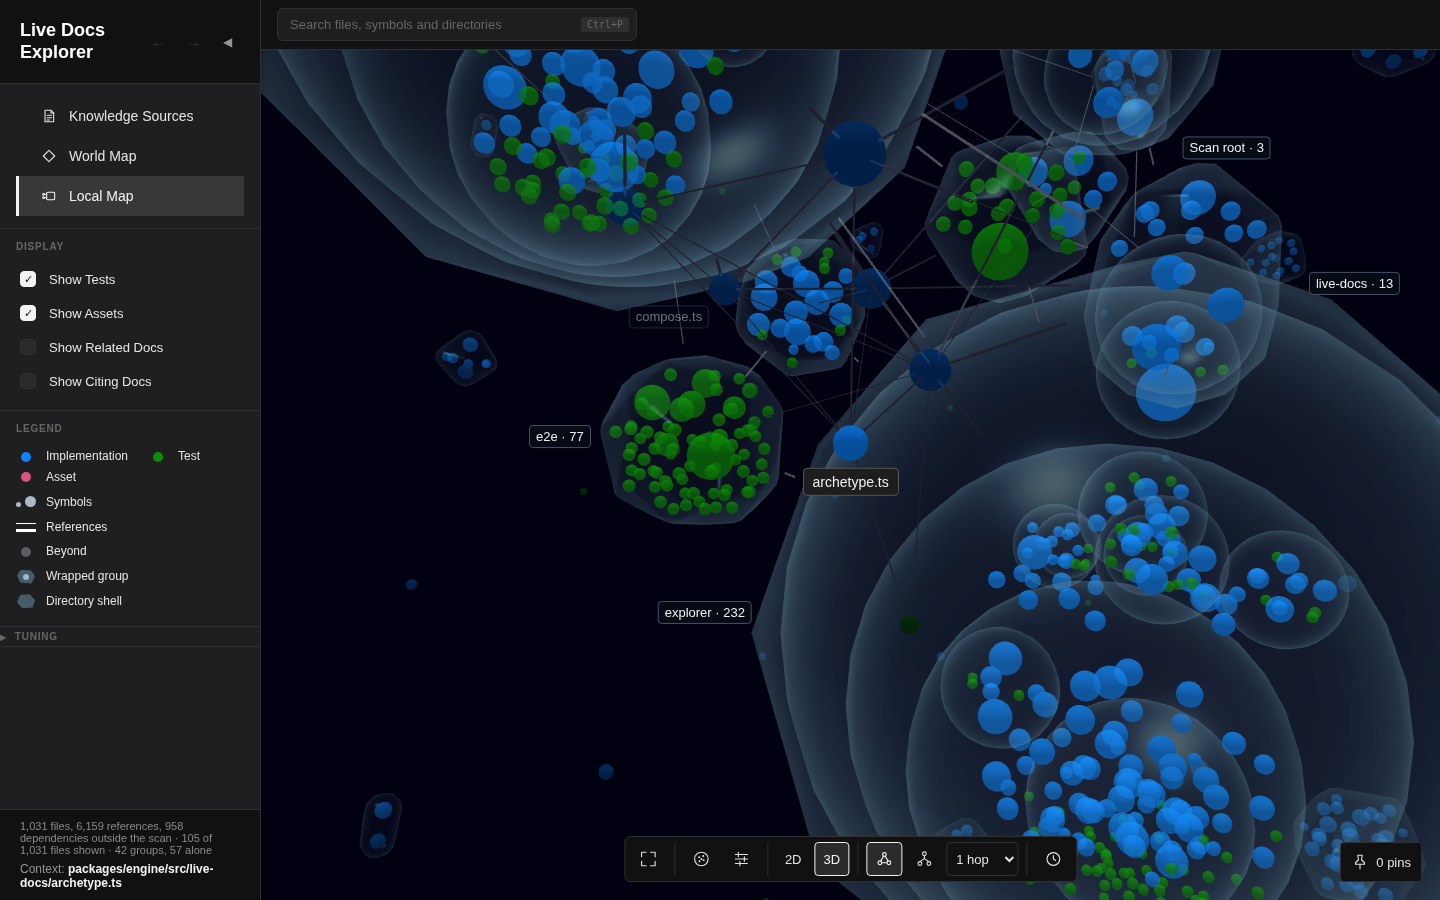 Live Docs
Explorer
Search files, symbols and directories
Ctrl+P
Knowledge Sources
World Map
Local Map
DISPLAY
Show Tests
Show Assets
Show Related Docs
Show Citing Docs
LEGEND
Implementation
Test
Asset
Symbols
References
Beyond
Wrapped group
Directory shell
TUNING
1,031 files, 6,159 references, 958
dependencies outside the scan · 105 of
1,031 files shown · 42 groups, 57 alone
Context: packages/engine/src/live-
docs/archetype.ts
Scan root · 3
live-docs · 13
compose.ts
e2e · 77
archetype.ts
explorer · 232
2D
3D
1 hop
0 pins